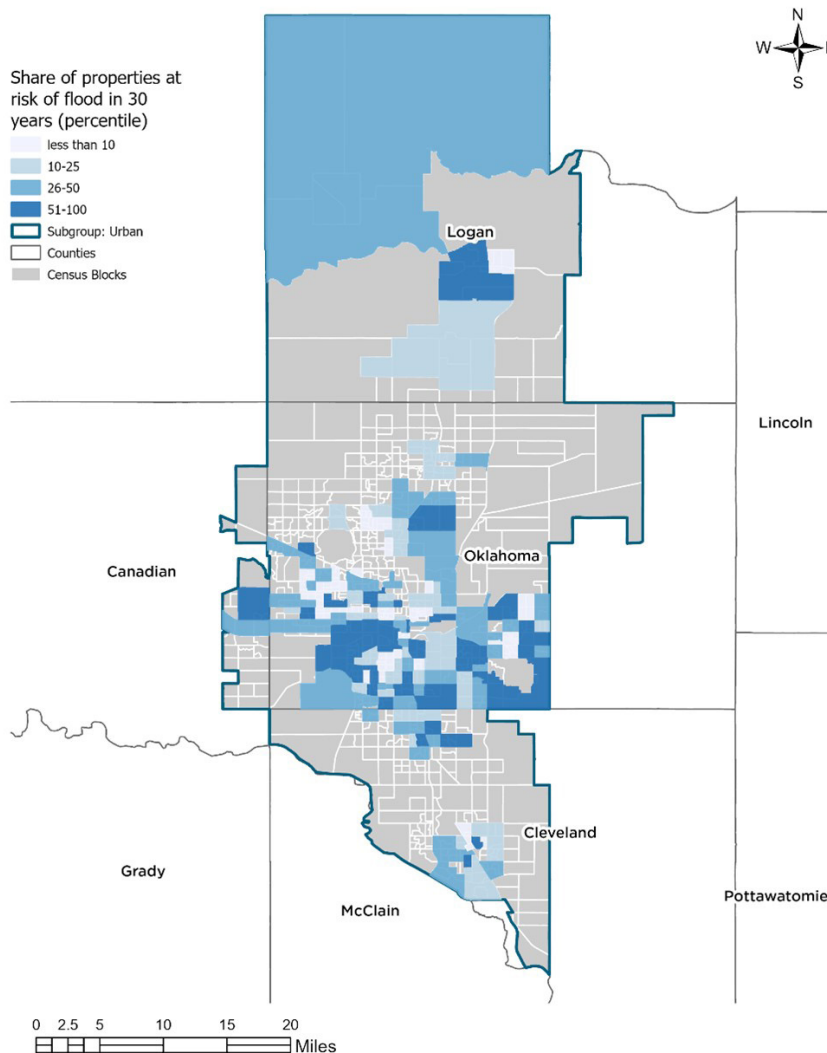 N
W
S
Share of properties at
risk of flood in 30
years (percentile)
less than 10
10-25
26-50
51-100
Subgroup: Urban
Counties
Census Blocks
Logan
Lincoln
Oklahoma
Canadian
Cleveland
Grady
McClain
Pottawatomie
0 2.5 5 10 15 20
Miles